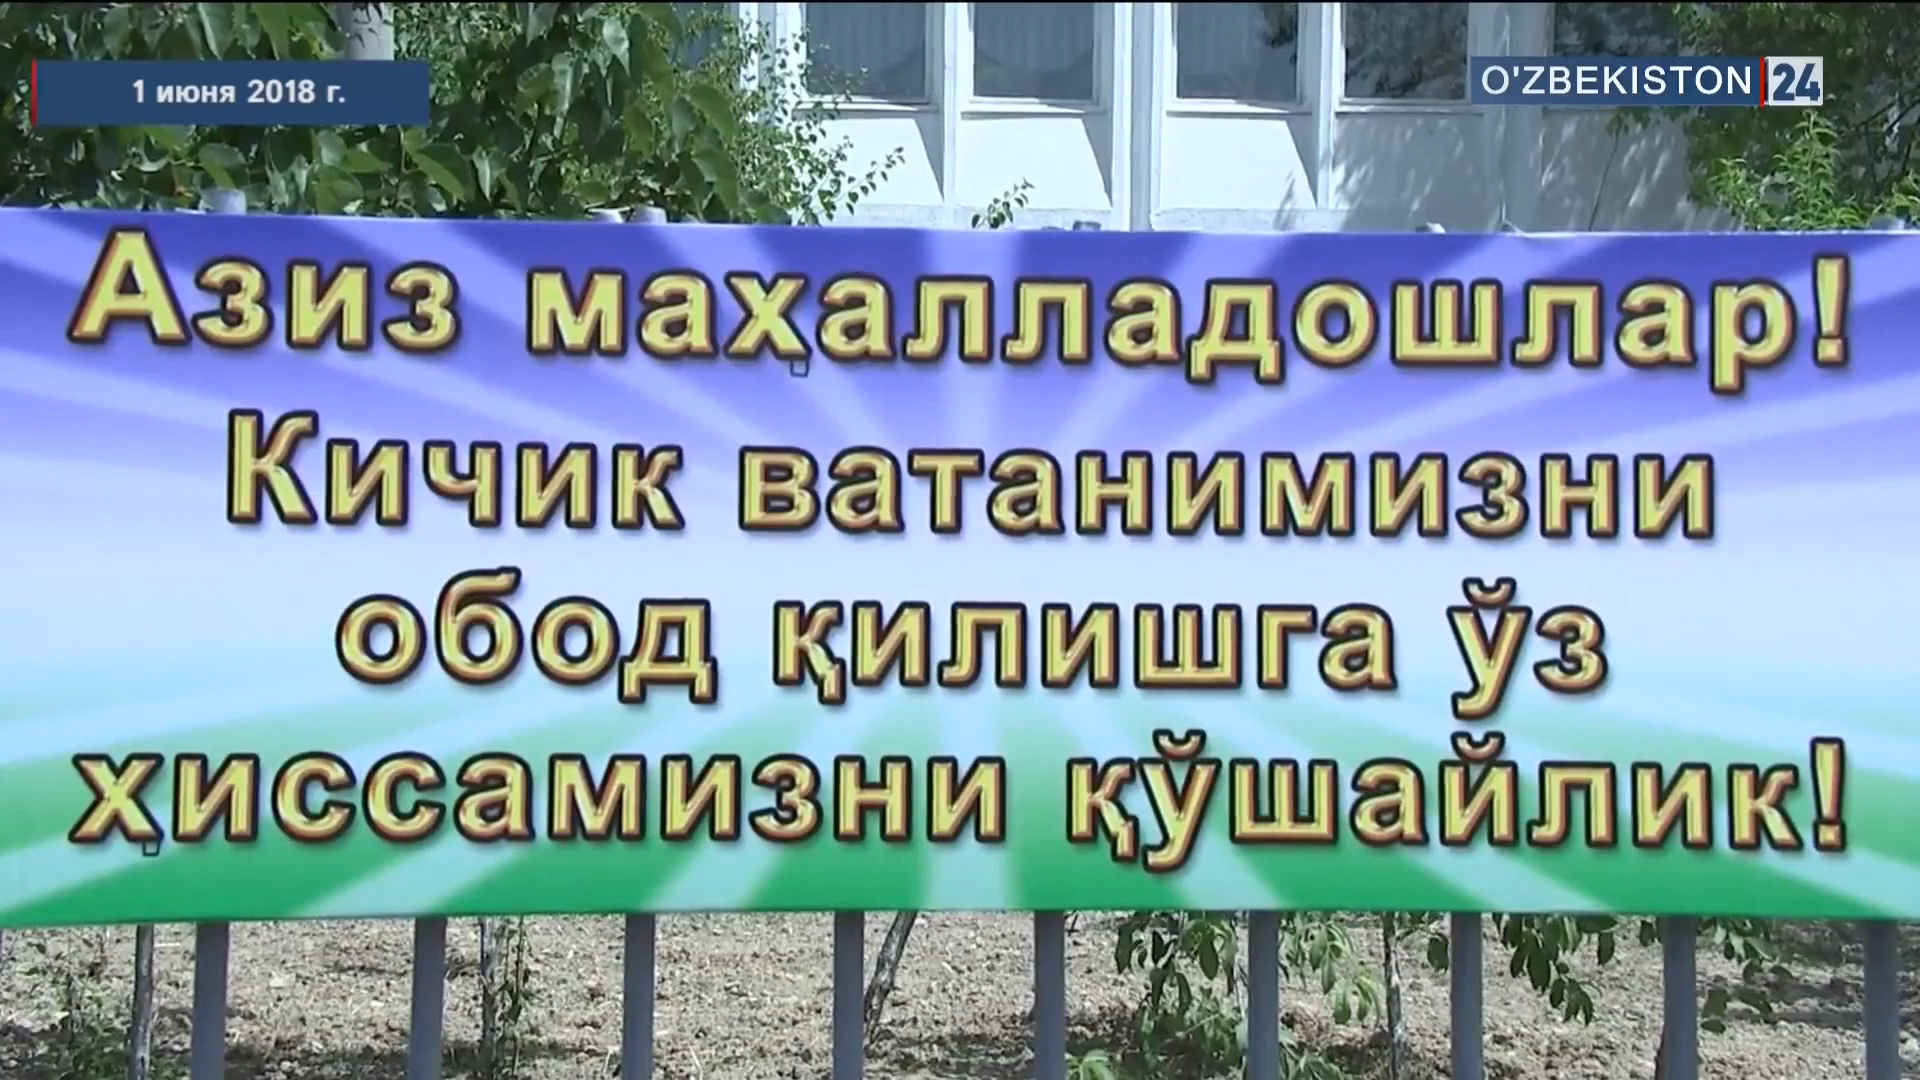 1 июня 2018 г.
O'ZBEKISTON 24
Азиз маҳалладошлар!
Кичик ватанимизни
обод қилишга ўз
ҳиссамизни қўшайлик!